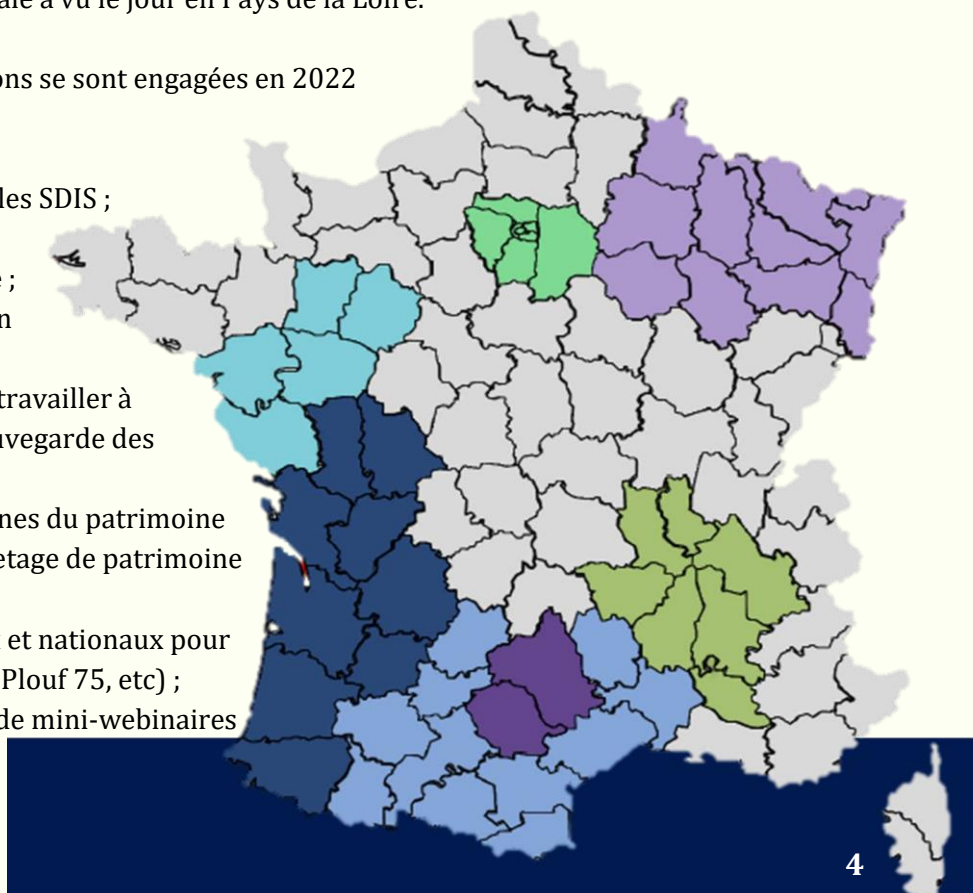 ale a vu le jour en Pays de la Loire.
ons se sont engagées en 2022
les SDIS ;
e ;
n
travailler à
uvegarde des
nes du patrimoine
etage de patrimoine
x et nationaux pour
Plouf 75, etc) ;
de mini-webinaires
4